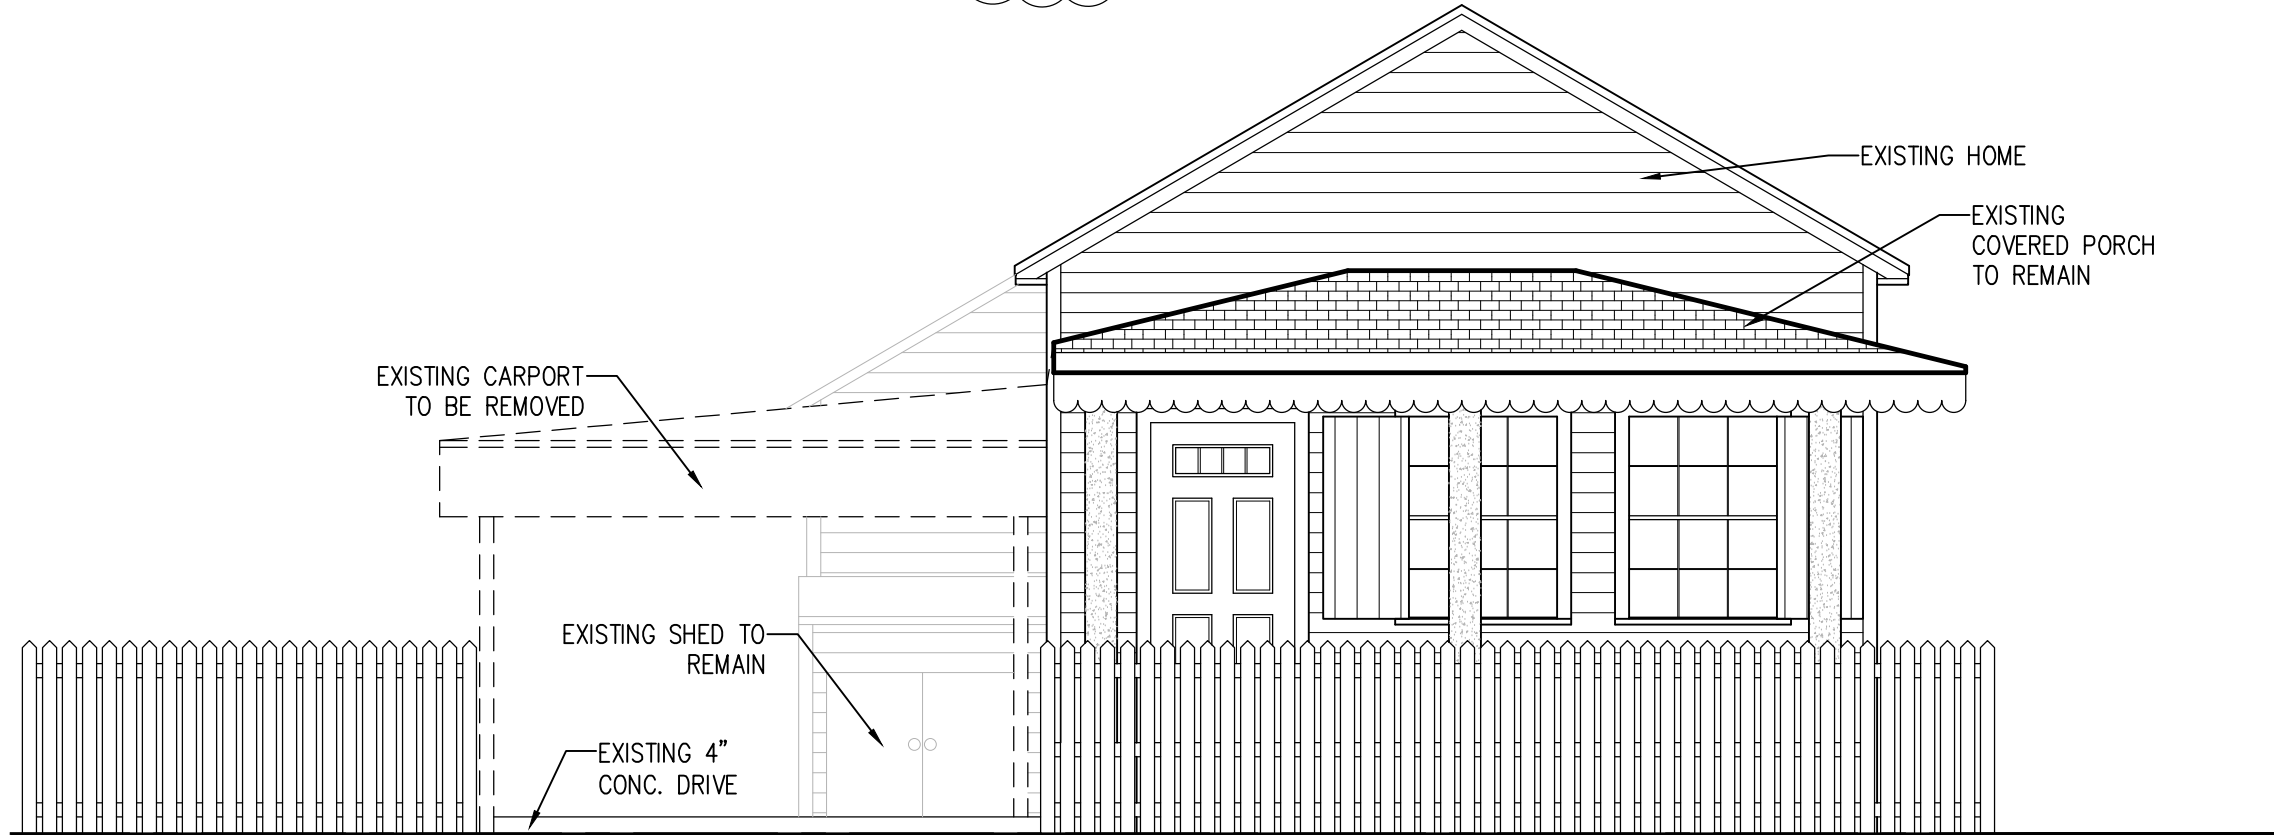 EXISTING HOME
EXISTING
COVERED PORCH
TO REMAIN
EXISTING CARPORT
TO BE REMOVED
EXISTING SHED TO
REMAIN
EXISTING 4"
CONC. DRIVE